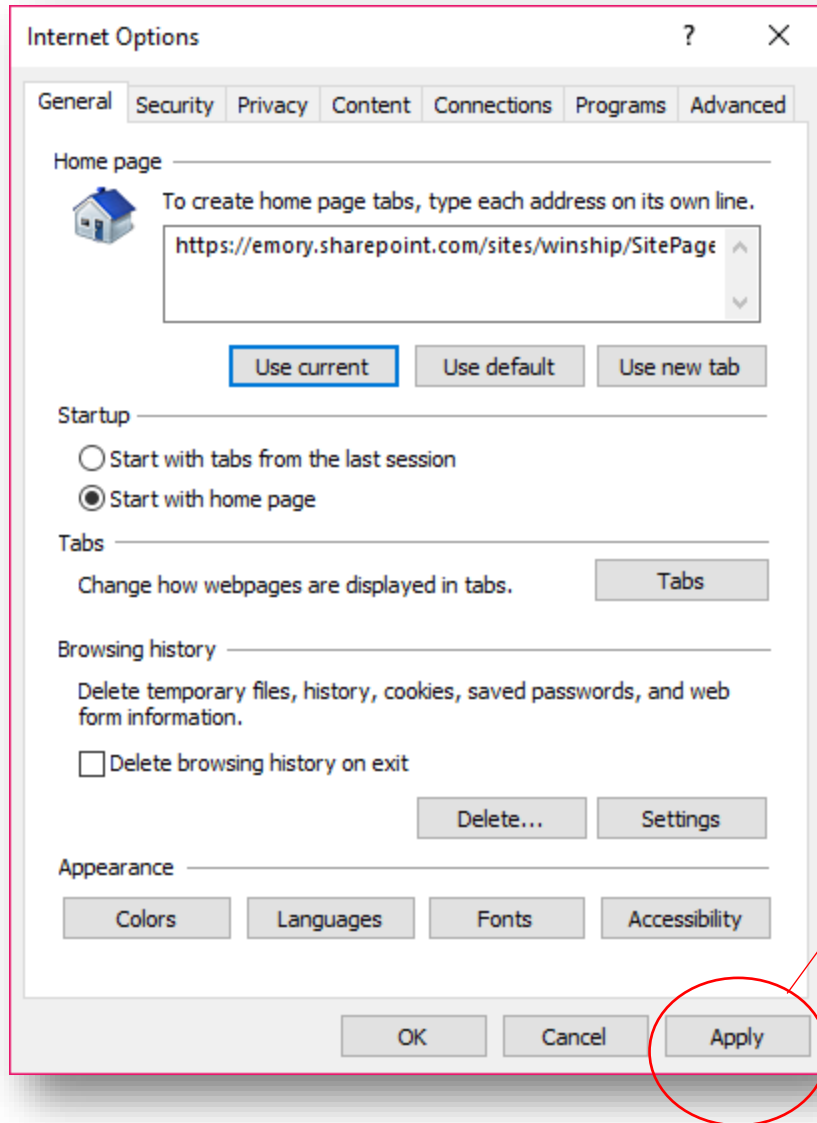 Internet Options ?
General Security Privacy Content Connections Programs Advanced
Home page
To create home page tabs, type each address on its own line.
https://emory.sharepoint.com/sites/winship/SitePage
Use current Use default Use new tab
Startup
Start with tabs from the last session
Start with home page
Tabs
Change how webpages are displayed in tabs. Tabs
Browsing history
Delete temporary files, history, cookies, saved passwords, and web
form information.
Delete browsing history on exit
Delete... Settings
Appearance
Colors Languages Fonts Accessibility
OK Cancel Apply